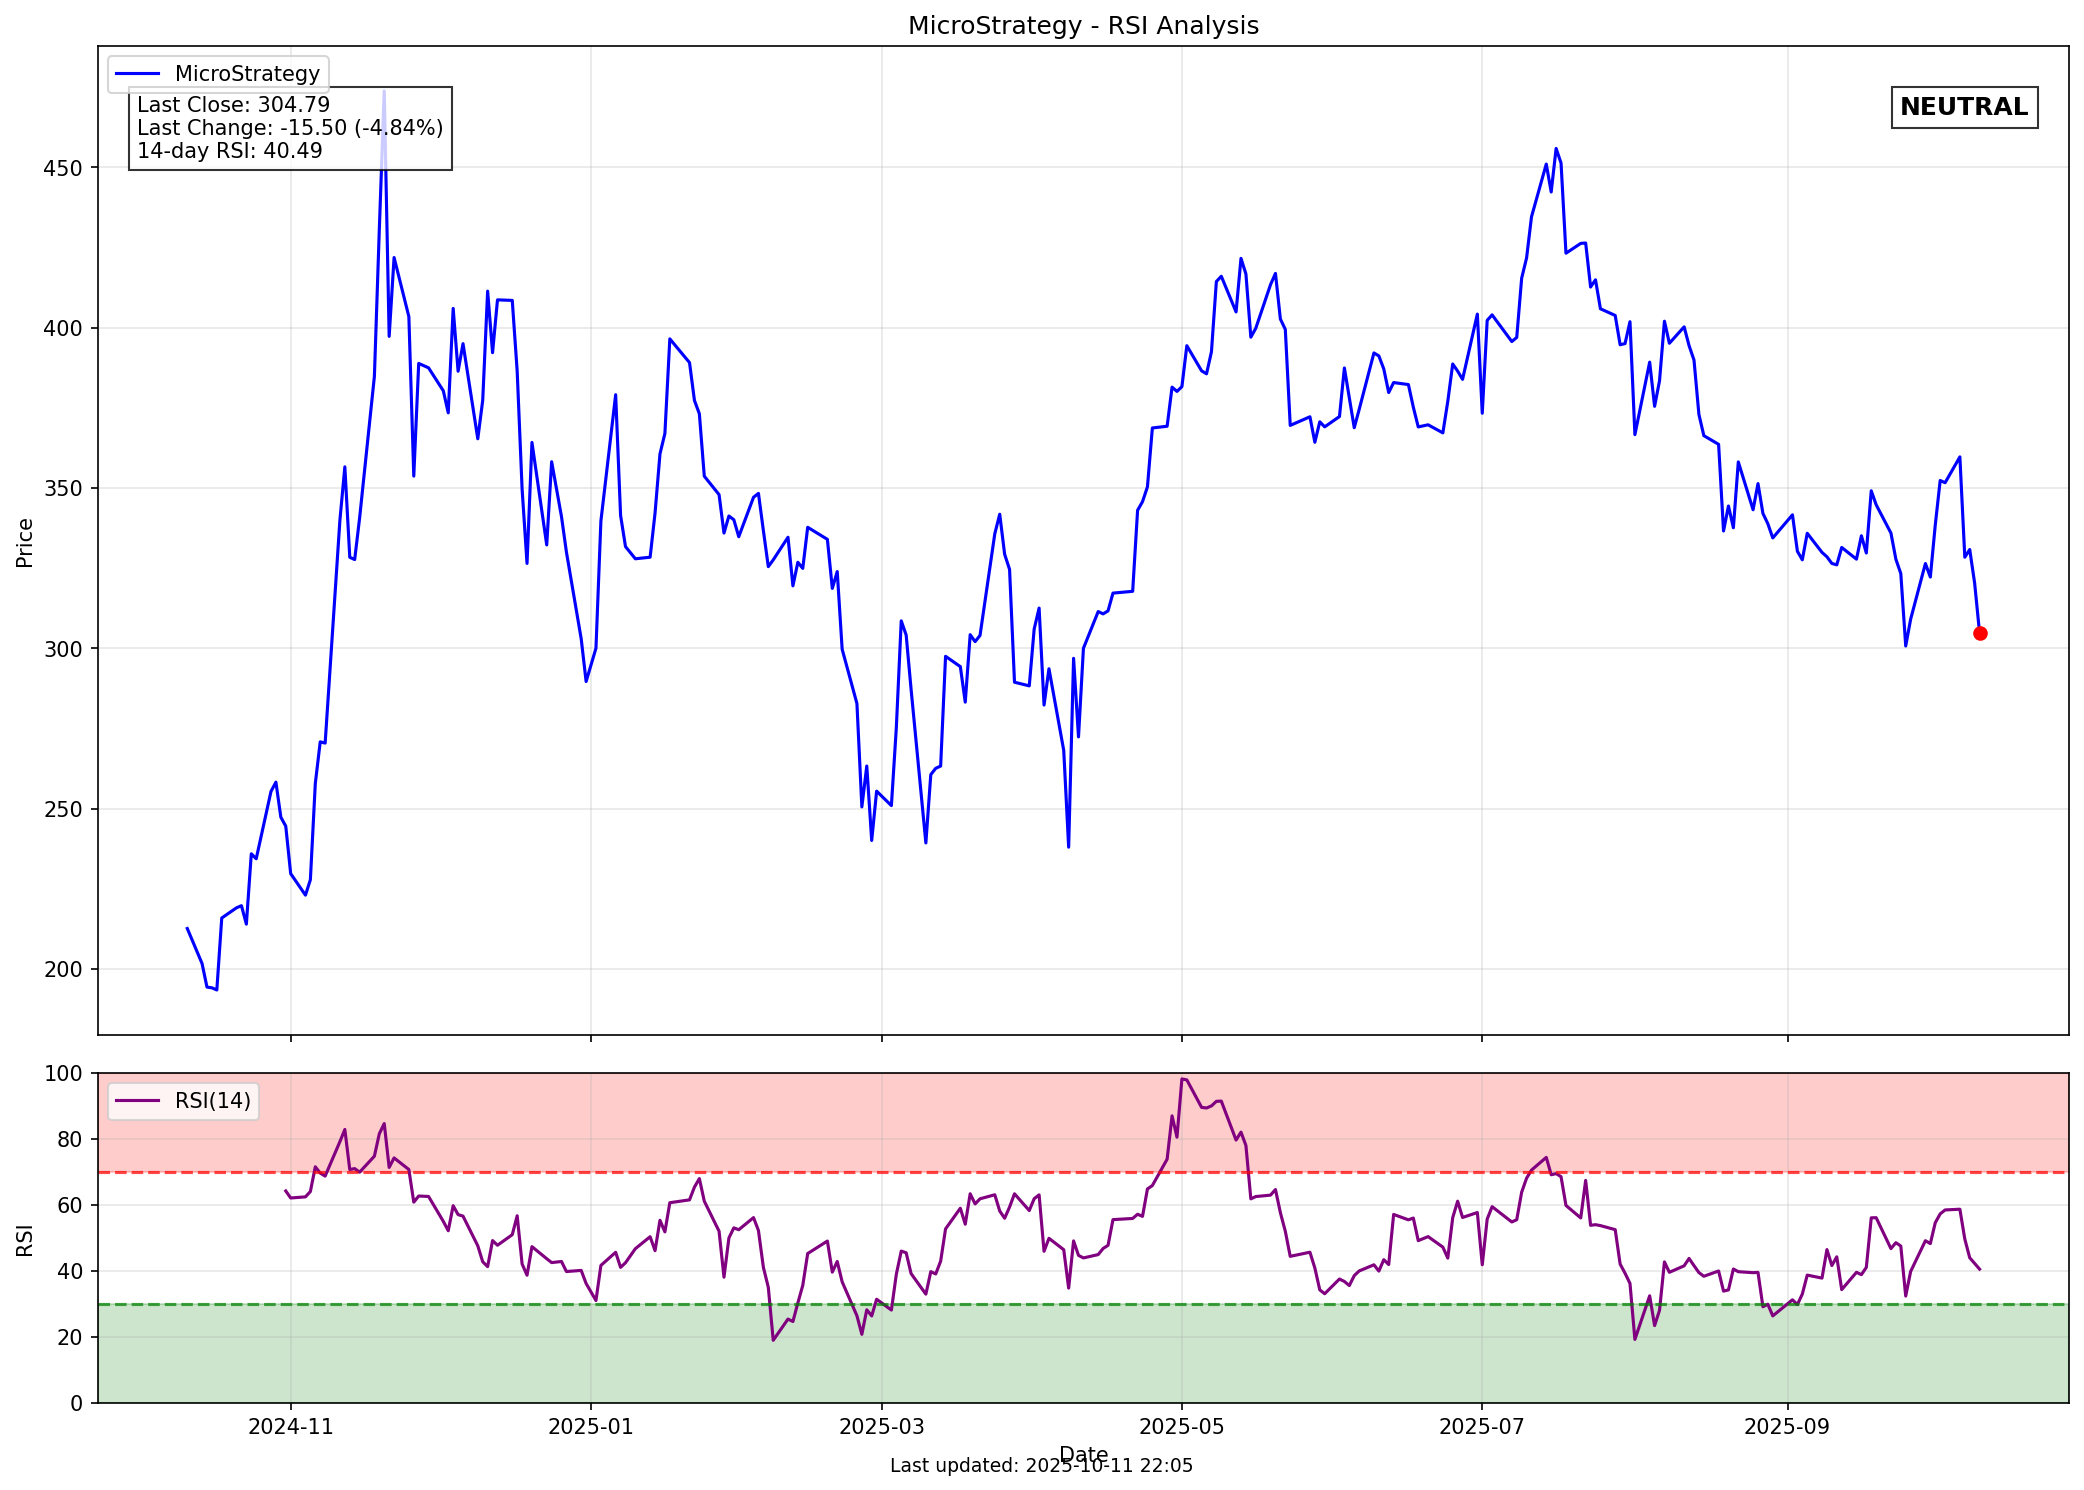 MicroStrategy - RSI Analysis
MicroStrategy
Last Close: 304.79
Last Change: -15.50 (-4.84%)
14-day RSI: 40.49
NEUTRAL
Price
450
400
350
300
250
200
RSI(14)
RSI
100
80
60
40
20
0
2024-11
2025-01
2025-03
2025-05
2025-07
2025-09
Date
Last updated: 2025-10-11 22:05